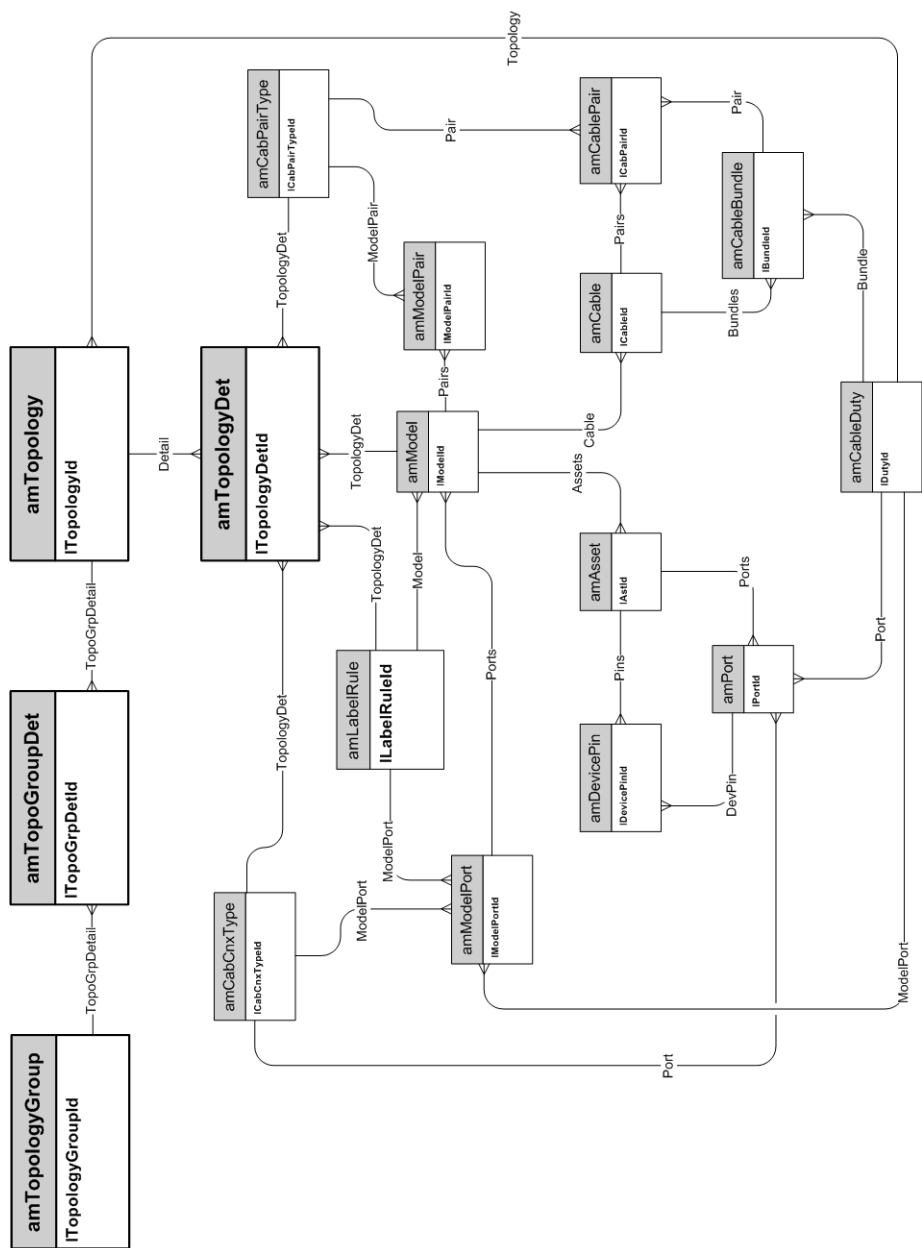 amTopologyGroup
lTopologyGroupId
TopoGrpDetail
amTopoGroupDet
lTopoGrpDetId
TopoGrpDetail
amTopology
lTopologyId
Detail
amCabCnxType
lCabCnxTypeId
TopologyDet
amTopologyDet
lTopologyDetId
TopologyDet
amCabPairType
lCabPairTypeId
ModelPort
ModelPort
amLabelRule
lLabelRuleId
TopologyDet
Model
TopologyDet
ModelPair
Topology
amModelPort
lModelPortId
Ports
amModel
lModelId
Pairs
amModelPair
lModelPairId
Pair
Assets
Cable
amDevicePin
lDevicePinId
Pins
amAsset
lAstId
amCable
lCableId
Pairs
amCablePair
lCabPairId
Port
DevPin
amPort
lPortId
Ports
Bundles
amCableBundle
lBundleId
Pair
Port
Bundle
ModelPort
amCableDuty
lDutyId